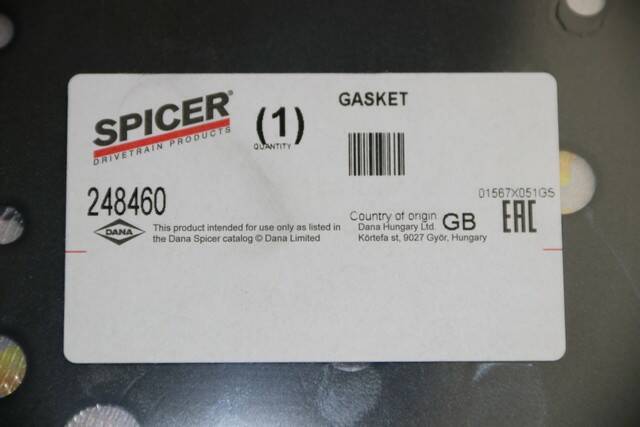 SPICER®
DRIVETRAIN PRODUCTS
(1)
QUANTITY
GASKET
248460
01567X051G5
DANA
This product intended for use only as listed in
the Dana Spicer catalog © Dana Limited
Country of origin GB
Dana Hungary Ltd.
Körtefa st, 9027 Győr, Hungary
EAC